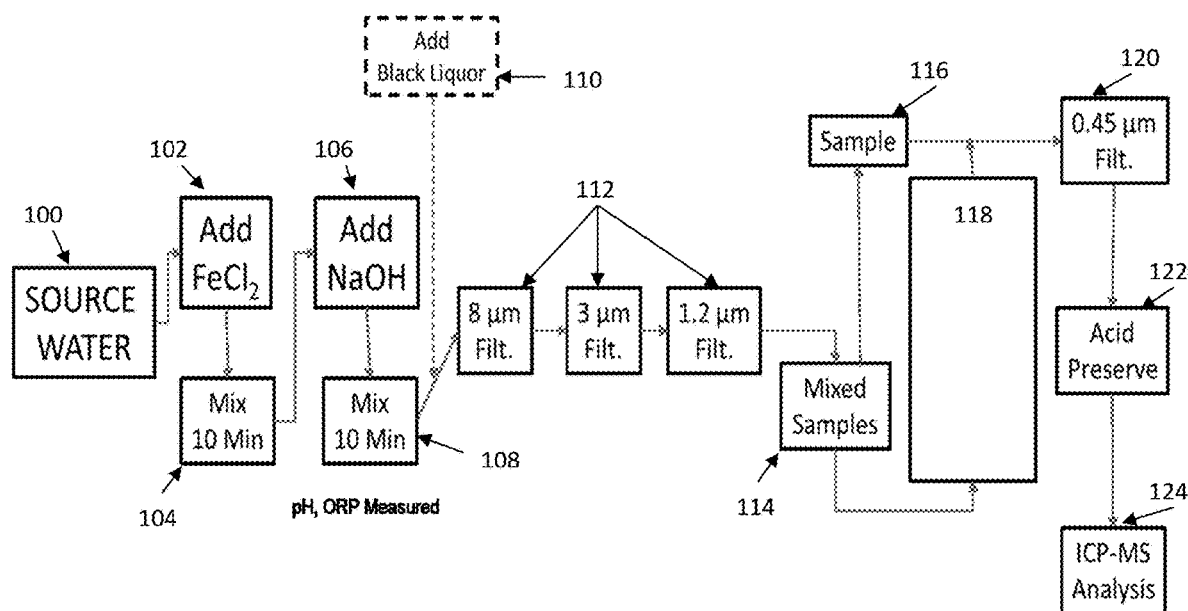 Add
Black Liquor
110
102
106
100
SOURCE
WATER
Add
FeCl₂
Add
NaOH
Mix
10 Min
104
Mix
10 Min
108
pH, ORP Measured
112
8 µm
Filt.
3 µm
Filt.
1.2 µm
Filt.
Mixed
Samples
114
116
Sample
118
120
0.45 µm
Filt.
122
Acid
Preserve
124
ICP-MS
Analysis